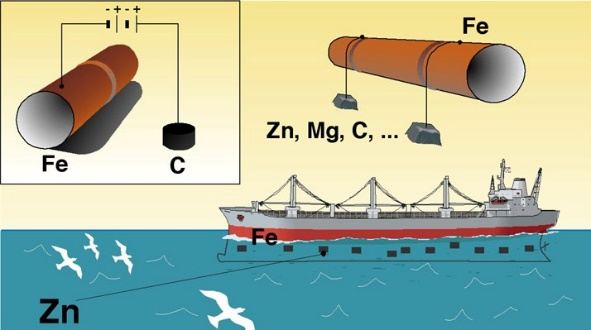 - + - +
Fe
C
Fe
Zn, Mg, C, ...
Fe
Zn